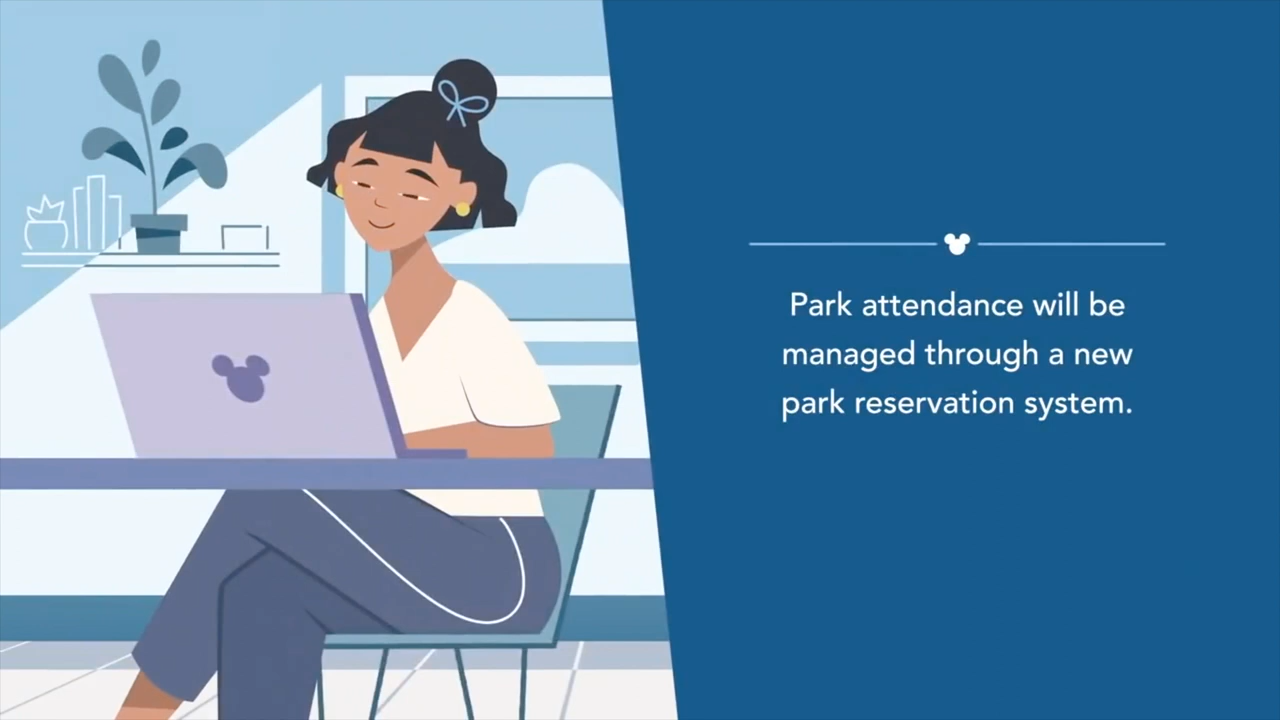 Park attendance will be
managed through a new
park reservation system.